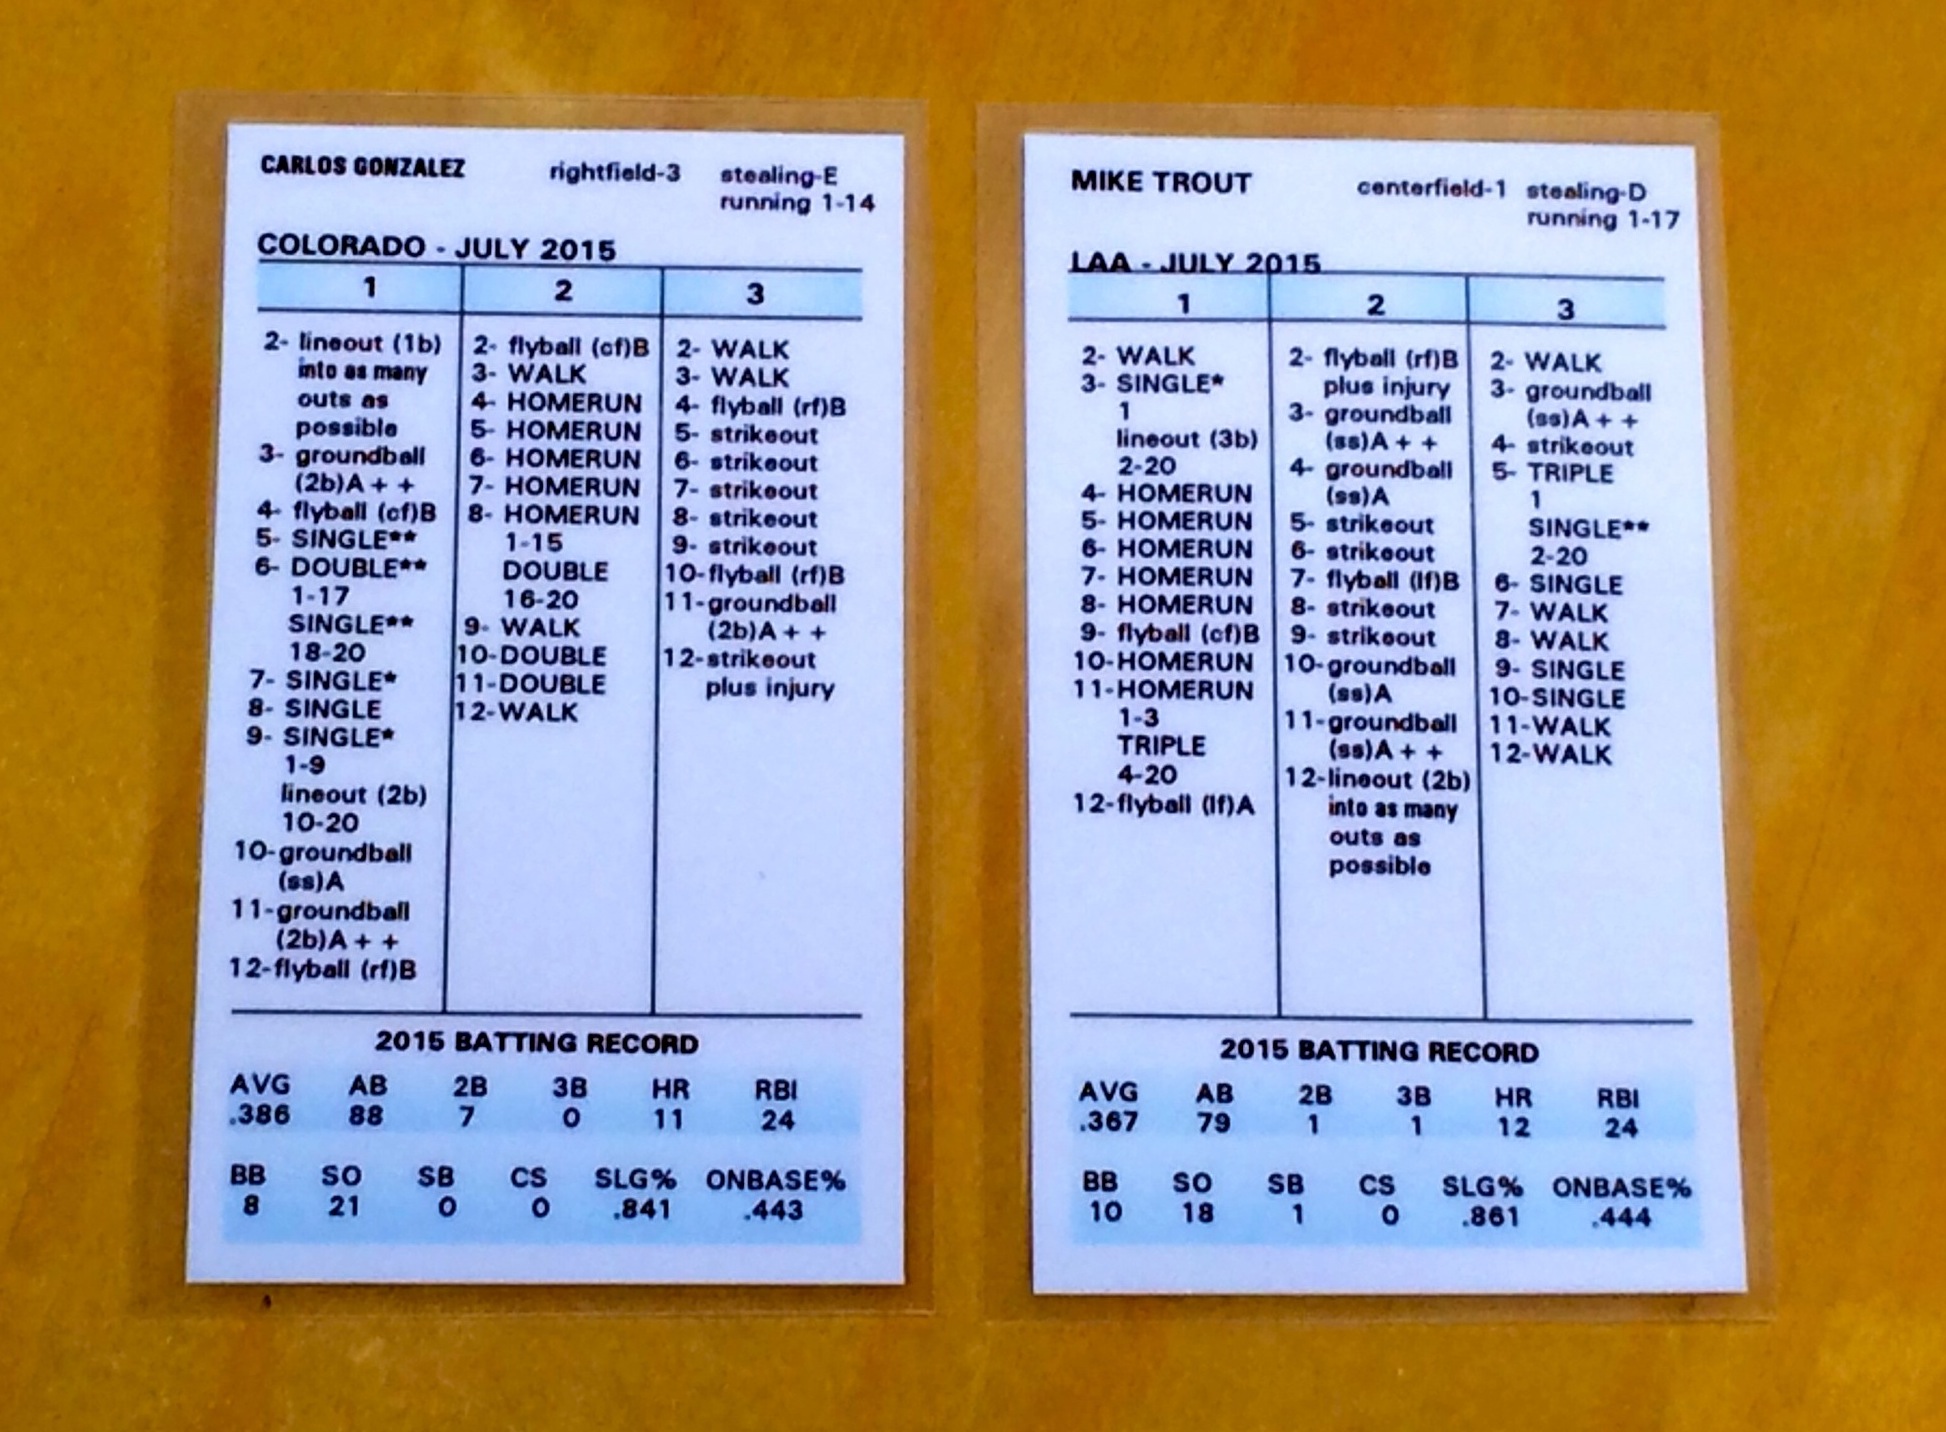 CARLOS GONZALEZ rightfield-3 stealing-E
running 1-14
COLORADO - JULY 2015
1 2 3
2- lineout (1b)
into as many
outs as
possible
3- groundball
(2b)A + +
4- flyball (cf)B
5- SINGLE**
6- DOUBLE**
1-17
SINGLE**
18-20
7- SINGLE*
8- SINGLE
9- SINGLE*
1-9
lineout (2b)
10-20
10-groundball
(ss)A
11-groundball
(2b)A + +
12-flyball (rf)B
2- flyball (cf)B
3- WALK
4- HOMERUN
5- HOMERUN
6- HOMERUN
7- HOMERUN
8- HOMERUN
1-15
DOUBLE
16-20
9- WALK
10-DOUBLE
11-DOUBLE
12-WALK
2- WALK
3- WALK
4- flyball (rf)B
5- strikeout
6- strikeout
7- strikeout
8- strikeout
9- strikeout
10-flyball (rf)B
11-groundball
(2b)A + +
12-strikeout
plus injury
2015 BATTING RECORD
AVG AB 2B 3B HR RBI
.386 88 7 0 11 24
BB SO SB CS SLG% ONBASE%
8 21 0 0 .841 .443
MIKE TROUT centerfield-1 stealing-D
running 1-17
LAA - JULY 2015
1 2 3
2- WALK
3- SINGLE*
1
lineout (3b)
2-20
4- HOMERUN
5- HOMERUN
6- HOMERUN
7- HOMERUN
8- HOMERUN
9- flyball (cf)B
10-HOMERUN
11-HOMERUN
1-3
TRIPLE
4-20
12-flyball (lf)A
2- flyball (rf)B
plus injury
3- groundball
(ss)A + +
4- groundball
(ss)A
5- strikeout
6- strikeout
7- flyball (lf)B
8- strikeout
9- strikeout
10-groundball
(ss)A
11-groundball
(ss)A + +
12-lineout (2b)
into as many
outs as
possible
2- WALK
3- groundball
(ss)A + +
4- strikeout
5- TRIPLE
1
SINGLE**
2-20
6- SINGLE
7- WALK
8- WALK
9- SINGLE
10-SINGLE
11-WALK
12-WALK
2015 BATTING RECORD
AVG AB 2B 3B HR RBI
.367 79 1 1 12 24
BB SO SB CS SLG% ONBASE%
10 18 1 0 .861 .444